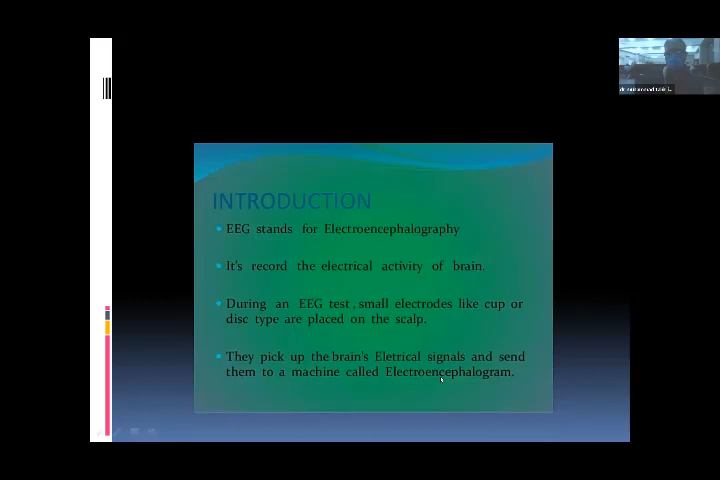 INTRODUCTION
EEG stands for Electroencephalography
It's record the electrical activity of brain.
During an EEG test , small electrodes like cup or
disc type are placed on the scalp.
They pick up the brain's Eletrical signals and send
them to a machine called Electroencephalogram.